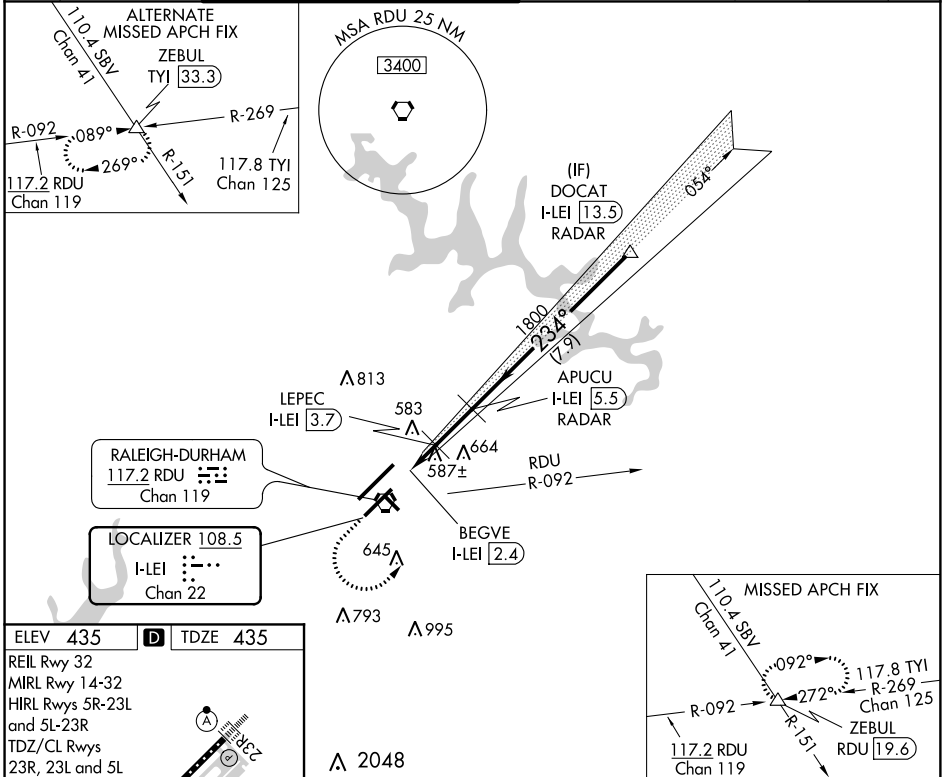 ALTERNATE
MISSED APCH FIX
110.4 SBV
Chan 41
ZEBUL
TYI 33.3
R-092
089°
R-269
269°
R-151
117.2 RDU
Chan 119
117.8 TYI
Chan 125
MSA RDU 25 NM
3400
(IF)
DOCAT
I-LEI 13.5
RADAR
054°
1800
234°
(7.9)
APUCU
I-LEI 5.5
RADAR
813
LEPEC
I-LEI 3.7
583
664
587±
RALEIGH-DURHAM
117.2 RDU
Chan 119
RDU
R-092
BEGVE
I-LEI 2.4
LOCALIZER 108.5
I-LEI
Chan 22
645
793
995
2048
ELEV 435 D TDZE 435
REIL Rwy 32
MIRL Rwy 14-32
HIRL Rwys 5R-23L
and 5L-23R
TDZ/CL Rwys
23R, 23L and 5L
A
23R
P
MISSED APCH FIX
110.4 SBV
Chan 41
092°
117.8 TYI
R-269
Chan 125
272°
R-092
R-151
ZEBUL
RDU 19.6
117.2 RDU
Chan 119